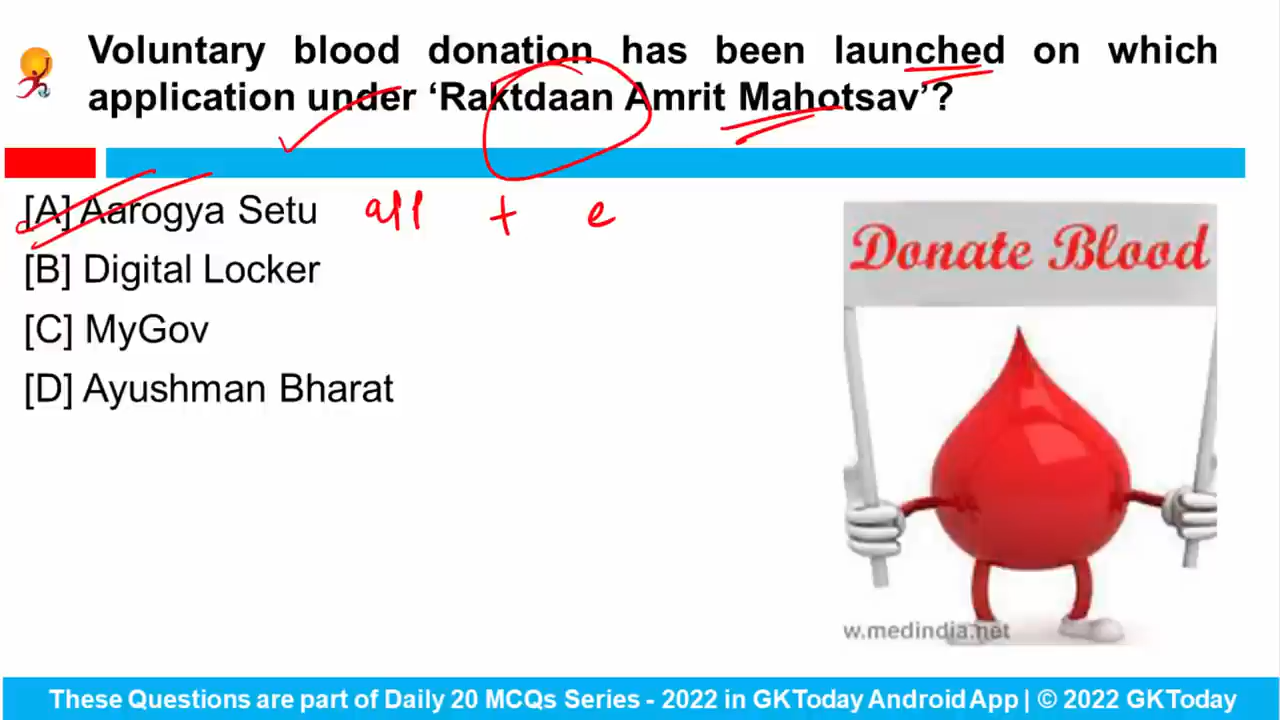 Voluntary blood donation has been launched on which
application under ‘Raktdaan Amrit Mahotsav’?
[A] Aarogya Setu all + e
[B] Digital Locker
[C] MyGov
[D] Ayushman Bharat
Donate Blood
w.medindia.net
These Questions are part of Daily 20 MCQs Series - 2022 in GKToday Android App | © 2022 GKToday